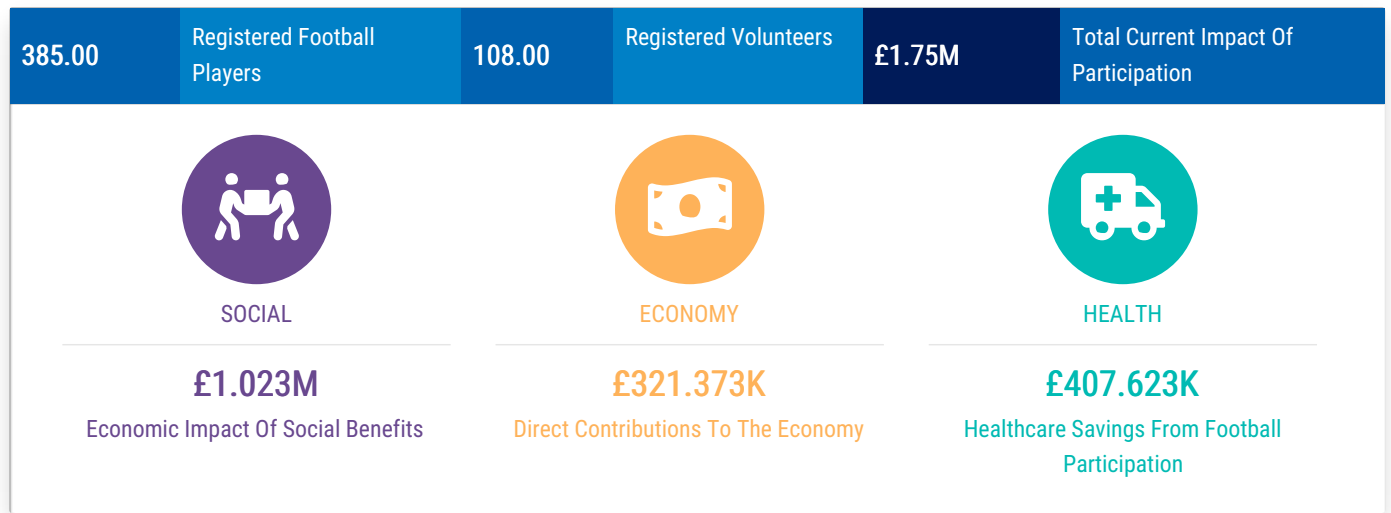 385.00
Registered Football
Players
108.00
Registered Volunteers
£1.75M
Total Current Impact Of
Participation
SOCIAL
£1.023M
Economic Impact Of Social Benefits
ECONOMY
£321.373K
Direct Contributions To The Economy
HEALTH
£407.623K
Healthcare Savings From Football
Participation